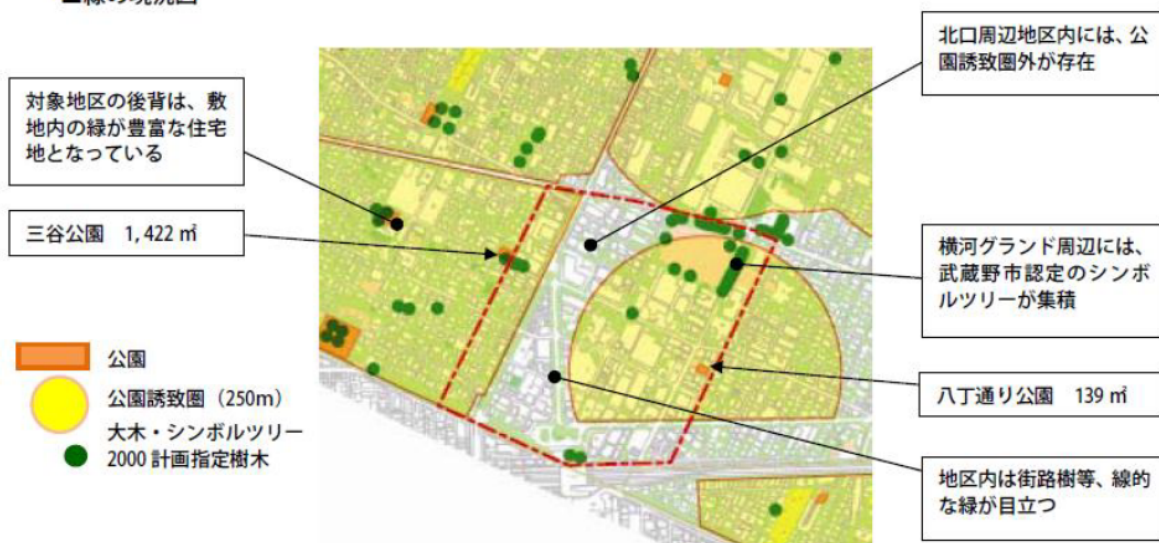 北口周辺地区内には、公
園誘致圏外が存在
対象地区の後背は、敷
地内の緑が豊富な住宅
地となっている
三谷公園 1,422 ㎡
横河グランド周辺には、
武蔵野市認定のシンボ
ルツリーが集積
公園
公園誘致圏（250m）
大木・シンボルツリー
2000 計画指定樹木
八丁通り公園 139 ㎡
地区内は街路樹等、線的
な緑が目立つ